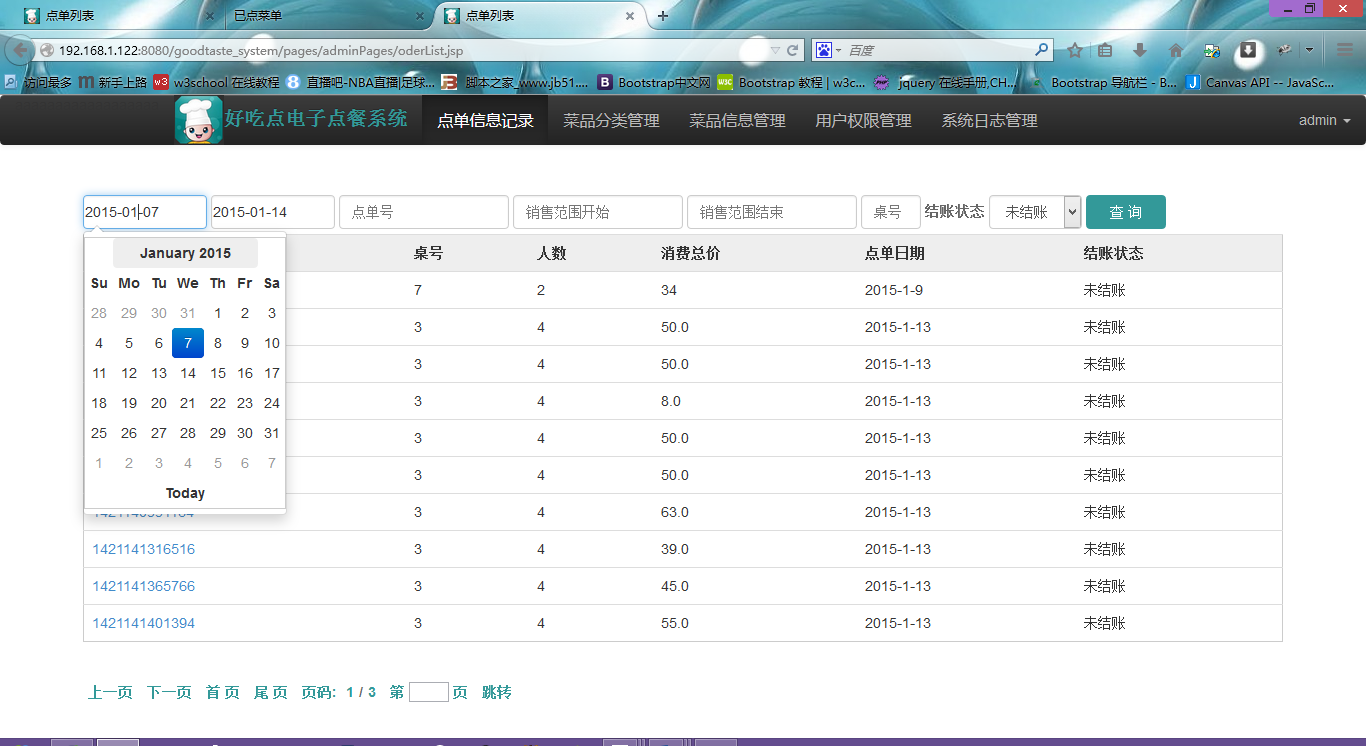 点单列表 已点菜单 点单列表
192.168.1.122:8080/goodtaste_system/pages/adminPages/oderList.jsp 百度
访问最多 新手上路 w3school 在线教程 直播吧-NBA直播|足球... 脚本之家_www.jb51.... Bootstrap中文网 Bootstrap 教程 | w3c... jquery 在线手册,CH... Bootstrap 导航栏 - B... Canvas API -- JavaSc...
好吃点电子点餐系统 点单信息记录 菜品分类管理 菜品信息管理 用户权限管理 系统日志管理 admin
2015-01-07 2015-01-14 点单号 销售范围开始 销售范围结束 桌号 结账状态 未结账 查 询
January 2015 桌号 人数 消费总价 点单日期 结账状态
Su Mo Tu We Th Fr Sa
7 2 34 2015-1-9 未结账
28 29 30 31 1 2 3
3 4 50.0 2015-1-13 未结账
4 5 6 7 8 9 10
3 4 50.0 2015-1-13 未结账
11 12 13 14 15 16 17
3 4 8.0 2015-1-13 未结账
18 19 20 21 22 23 24
3 4 50.0 2015-1-13 未结账
25 26 27 28 29 30 31
1 2 3 4 5 6 7
3 4 50.0 2015-1-13 未结账
Today
3 4 63.0 2015-1-13 未结账
1421141316516 3 4 39.0 2015-1-13 未结账
1421141365766 3 4 45.0 2015-1-13 未结账
1421141401394 3 4 55.0 2015-1-13 未结账
上一页 下一页 首 页 尾 页 页码: 1 / 3 第 页 跳转